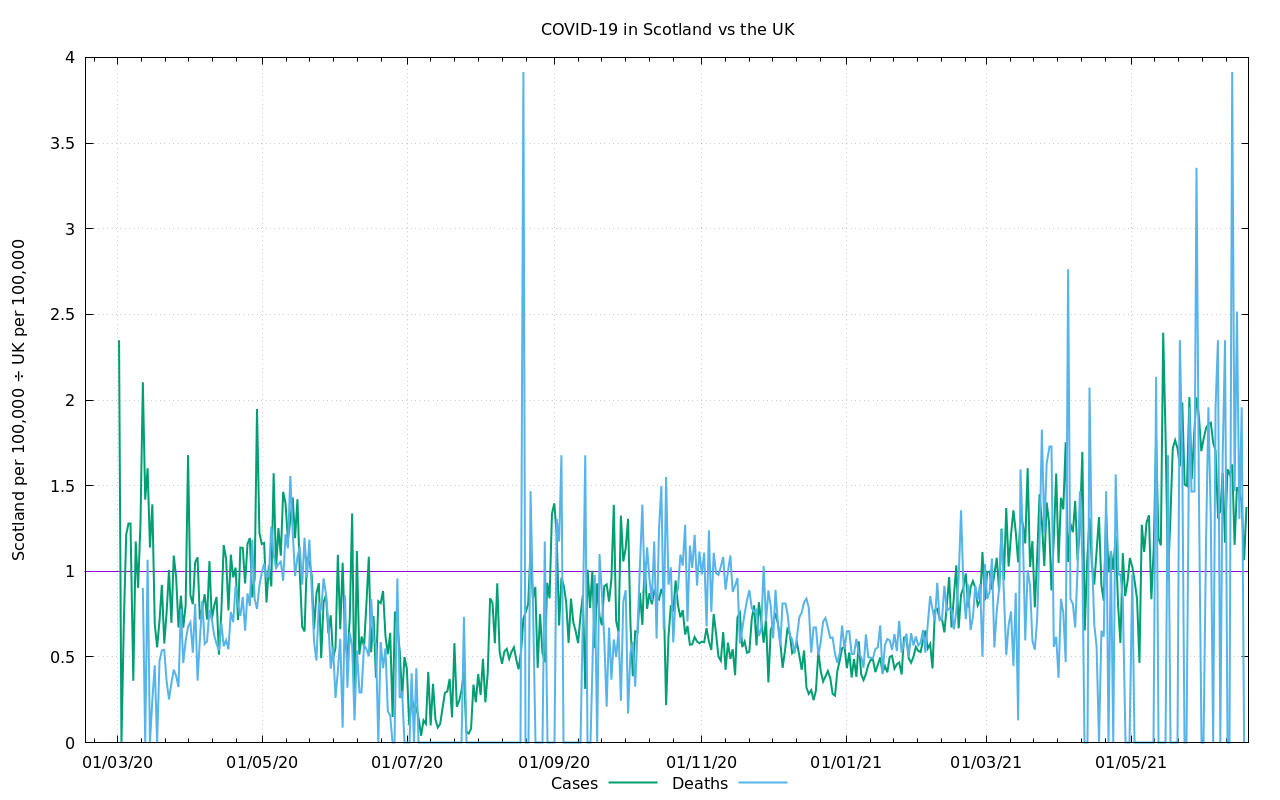 COVID-19 in Scotland vs the UK
Scotland per 100,000 ÷ UK per 100,000
4
3.5
3
2.5
2
1.5
1
0.5
0
01/03/20 01/05/20 01/07/20 01/09/20 01/11/20 01/01/21 01/03/21 01/05/21
Cases Deaths